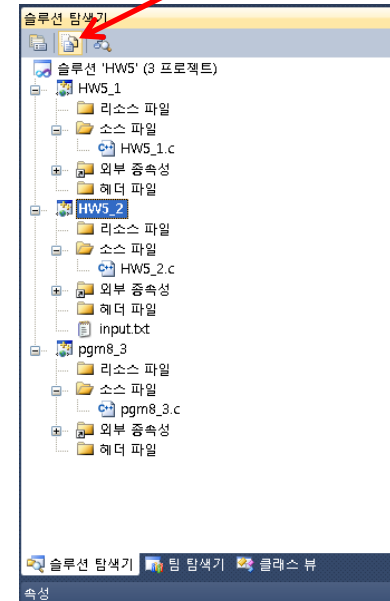 솔루션 탐색기
솔루션 'HW5' (3 프로젝트)
HW5_1
리소스 파일
소스 파일
HW5_1.c
외부 종속성
헤더 파일
HW5_2
리소스 파일
소스 파일
HW5_2.c
외부 종속성
헤더 파일
input.txt
pgm8_3
리소스 파일
소스 파일
pgm8_3.c
외부 종속성
헤더 파일
솔루션 탐색기 팀 탐색기 클래스 뷰
속성